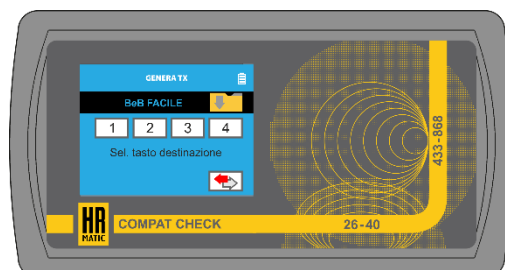 GENERA TX
BeB FACILE
1 2 3 4
Sel. tasto destinazione
433-868
HR
MATIC
COMPAT CHECK
26-40